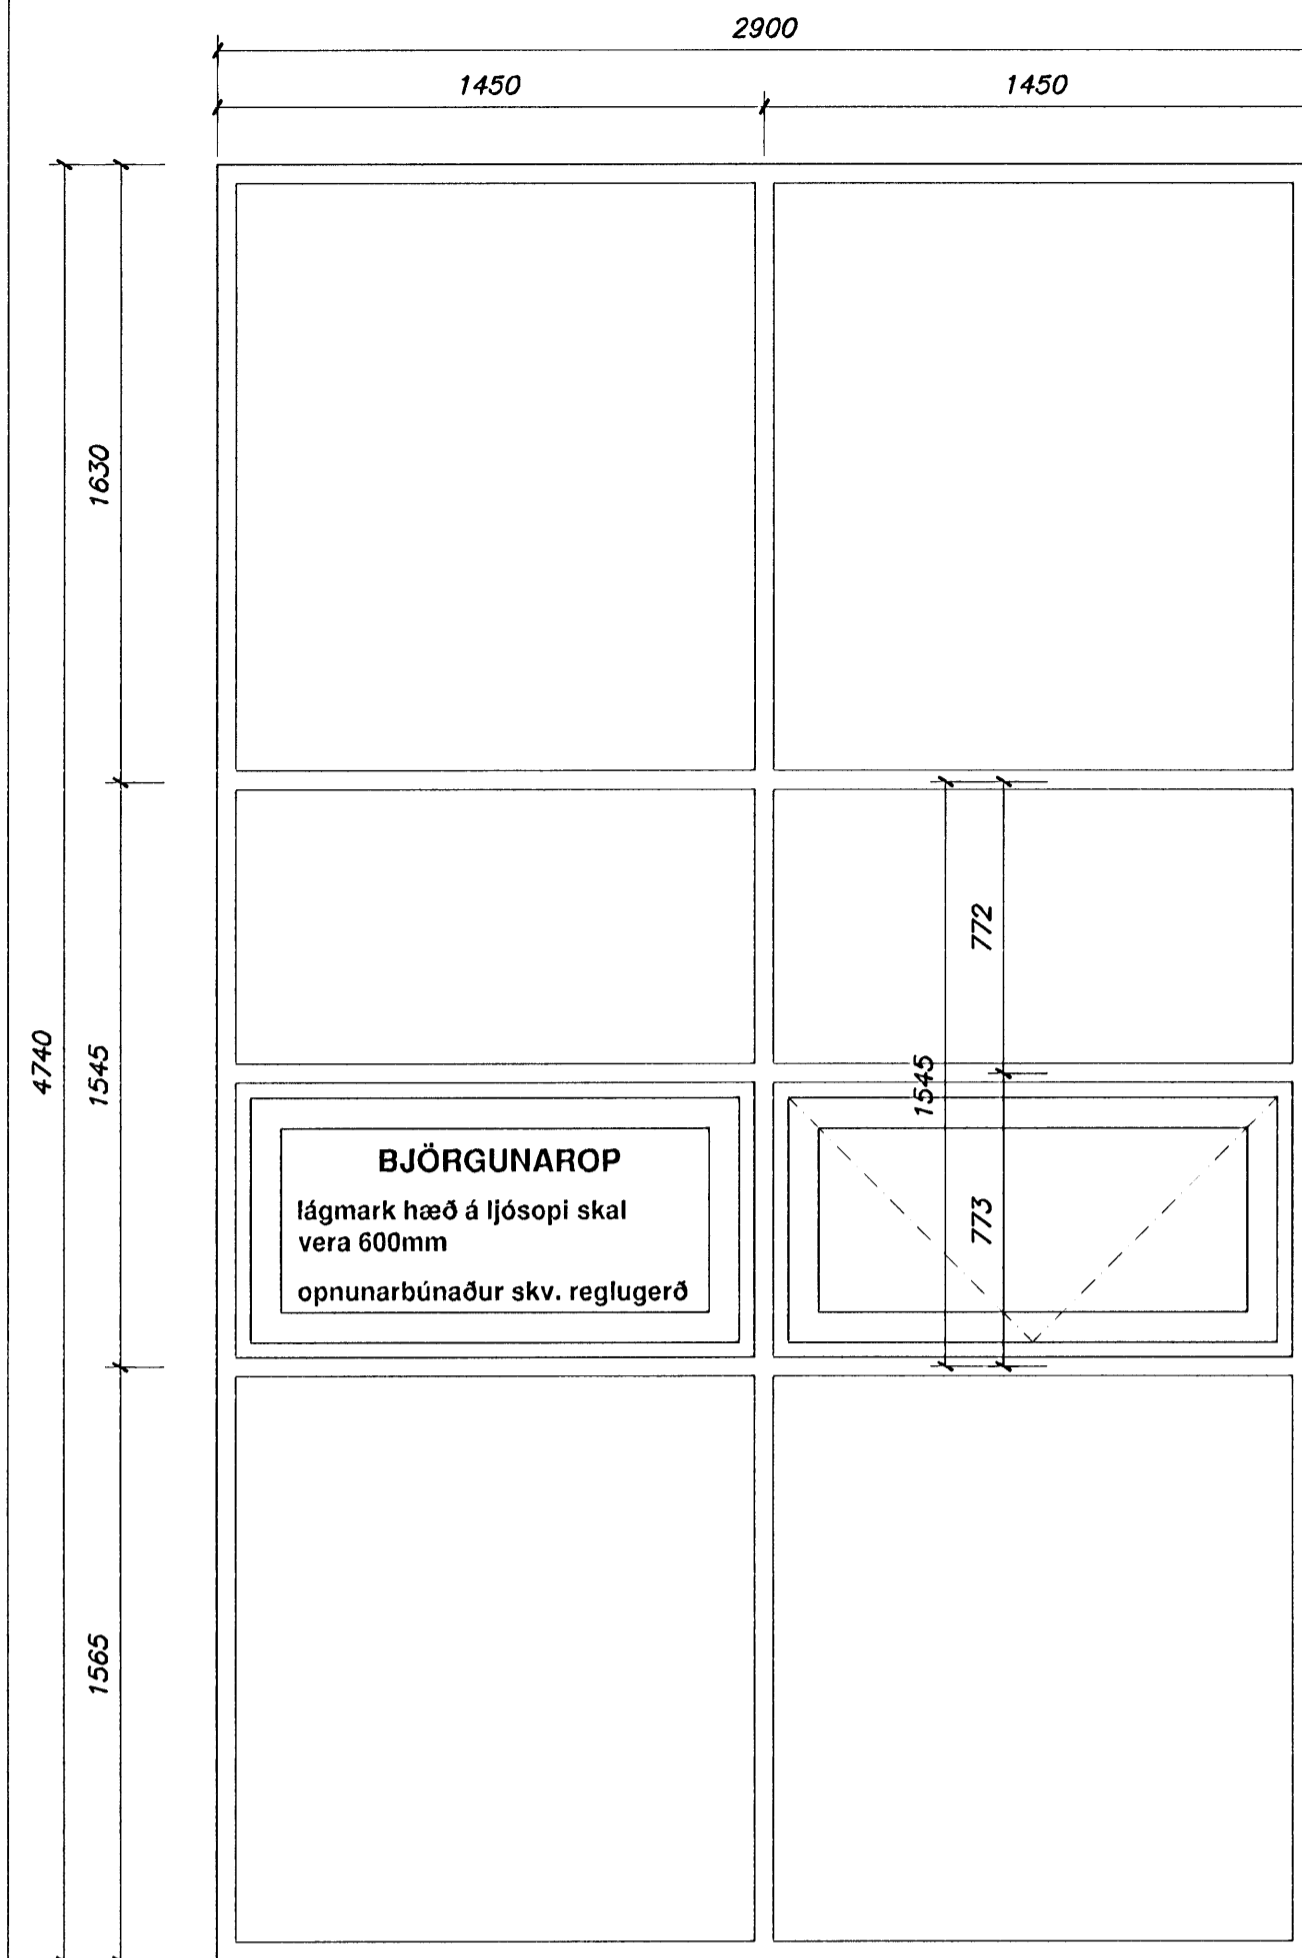 2900
1450
1450
1630
772
4740
1545
1545
BJÖRGUNAROP
lágmark hæð á ljósopi skal
vera 600mm
opnunarbúnaður skv. reglugerð
773
1565